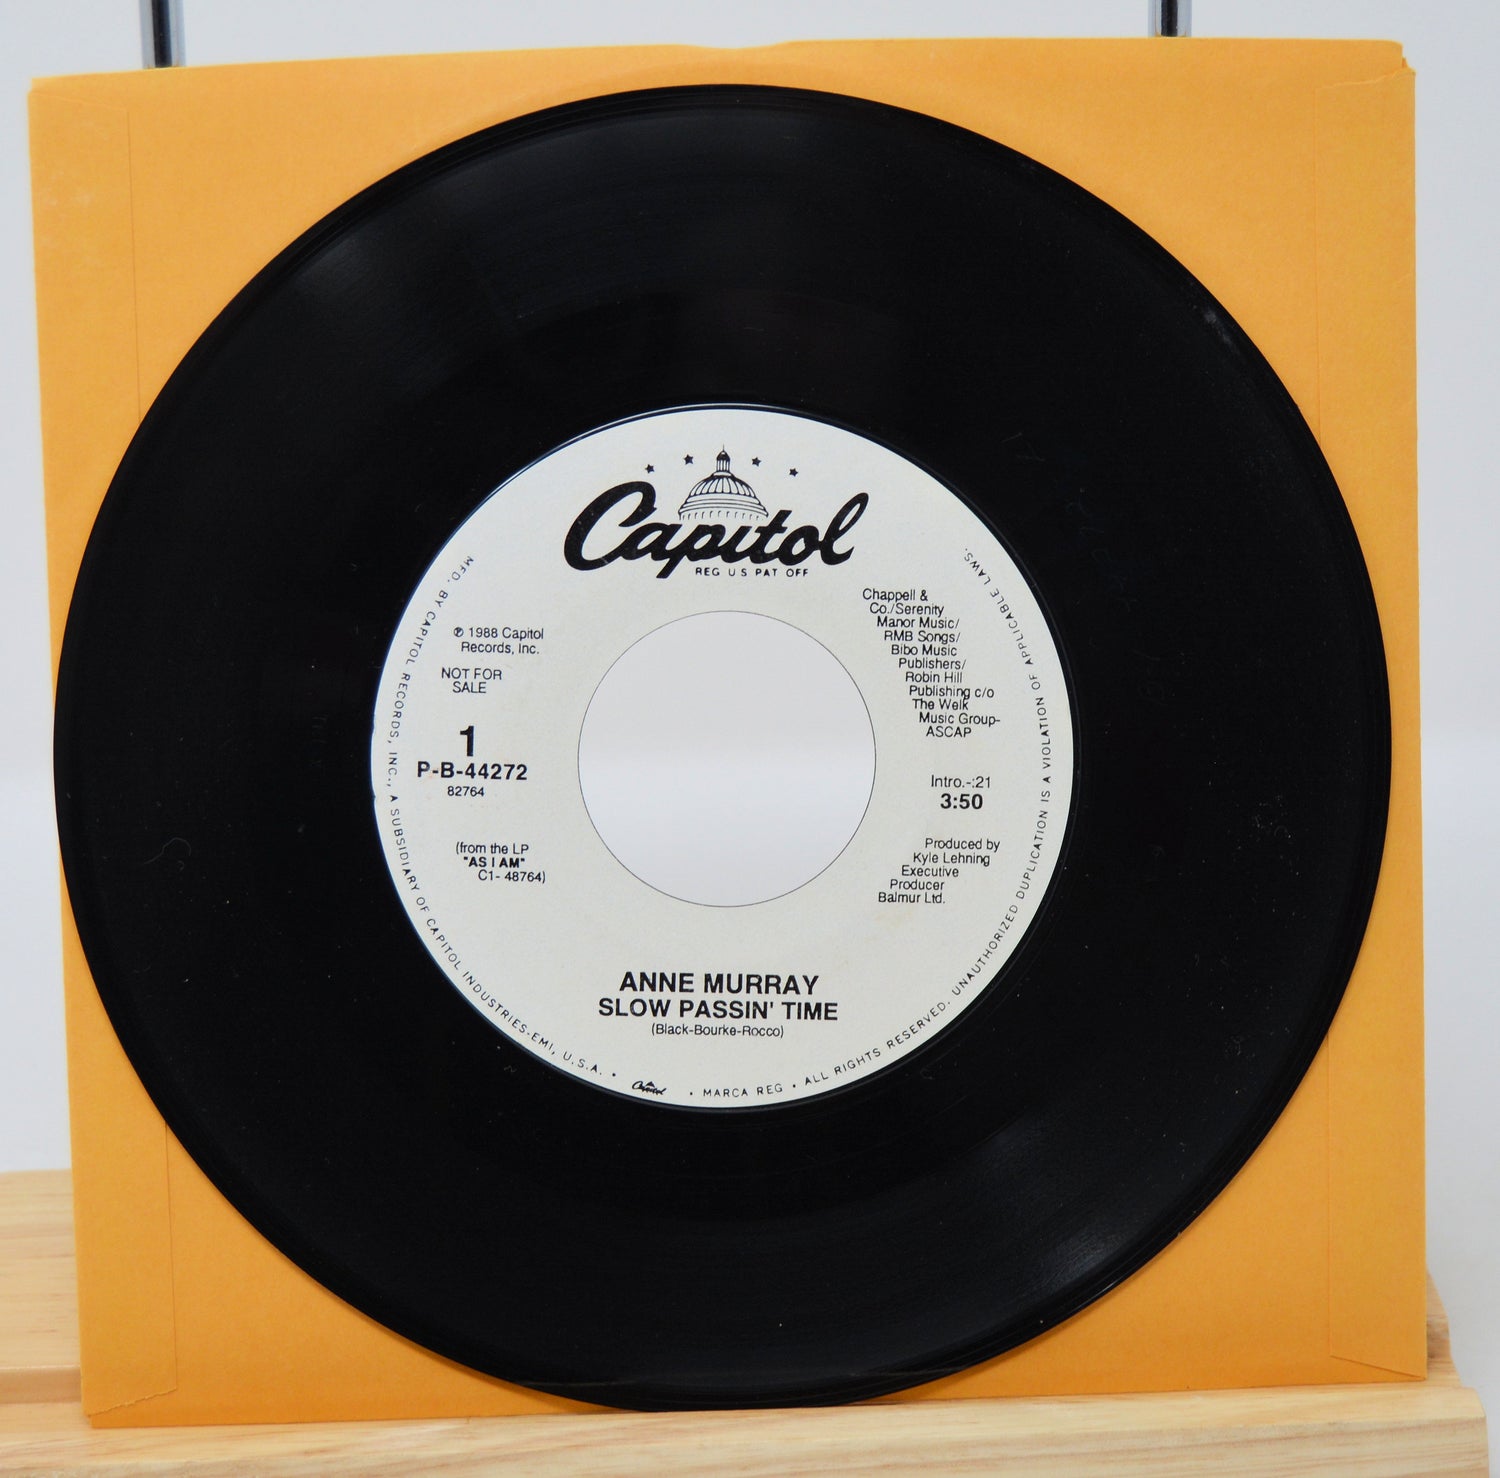 Capitol
REG U S PAT OFF
℗ 1988 Capitol
Records, Inc.
NOT FOR
SALE
1
P-B-44272
82764
(from the LP
"AS I AM"
C1- 48764)
Chappell &
Co./Serenity
Manor Music/
RMB Songs/
Bibo Music
Publishers/
Robin Hill
Publishing c/o
The Welk
Music Group-
ASCAP
Intro.-:21
3:50
Produced by
Kyle Lehning
Executive
Producer
Balmur Ltd.
ANNE MURRAY
SLOW PASSIN' TIME
(Black-Bourke-Rocco)
MFD. BY CAPITOL RECORDS, INC., A SUBSIDIARY OF CAPITOL INDUSTRIES-EMI, U.S.A. • Capitol • MARCA REG • ALL RIGHTS RESERVED. UNAUTHORIZED DUPLICATION IS A VIOLATION OF APPLICABLE LAWS.